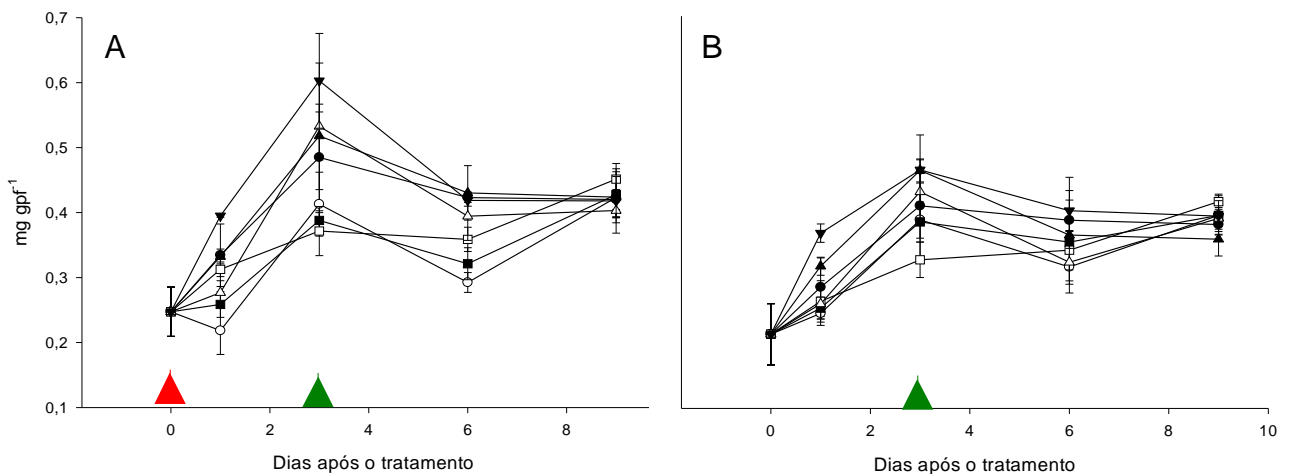 0,7
0,6
0,5
0,4
0,3
0,2
0,1
mg gpf-1
A
B
0 2 4 6 8
0 2 4 6 8 10
Dias após o tratamento
Dias após o tratamento